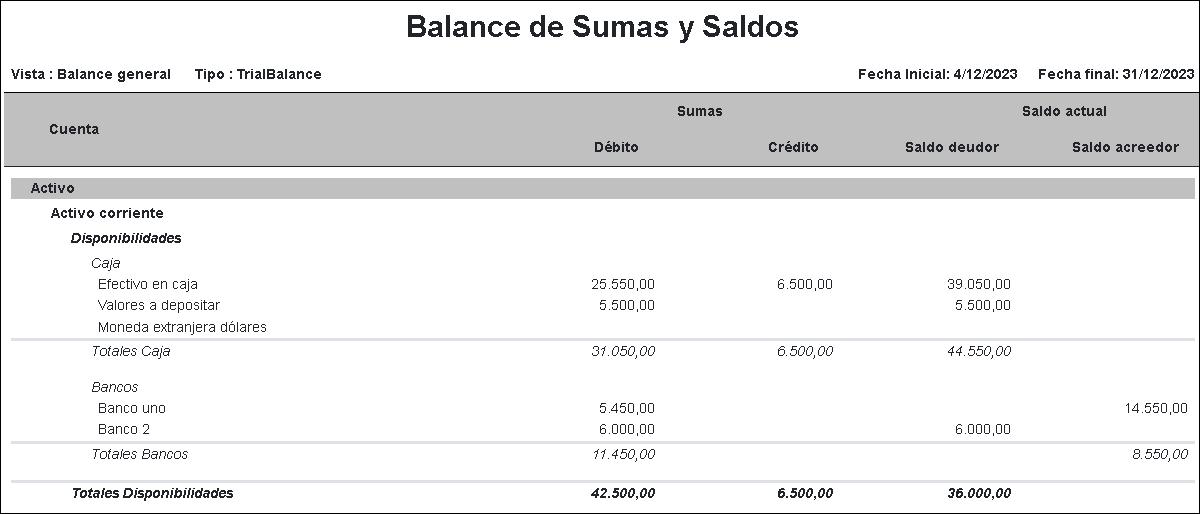 Balance de Sumas y Saldos
Vista : Balance general Tipo : TrialBalance Fecha Inicial: 4/12/2023 Fecha final: 31/12/2023
Sumas Saldo actual
Cuenta
Débito Crédito Saldo deudor Saldo acreedor
Activo
Activo corriente
Disponibilidades
Caja
Efectivo en caja 25.550,00 6.500,00 39.050,00
Valores a depositar 5.500,00 5.500,00
Moneda extranjera dólares
Totales Caja 31.050,00 6.500,00 44.550,00
Bancos
Banco uno 5.450,00 14.550,00
Banco 2 6.000,00 6.000,00
Totales Bancos 11.450,00 8.550,00
Totales Disponibilidades 42.500,00 6.500,00 36.000,00